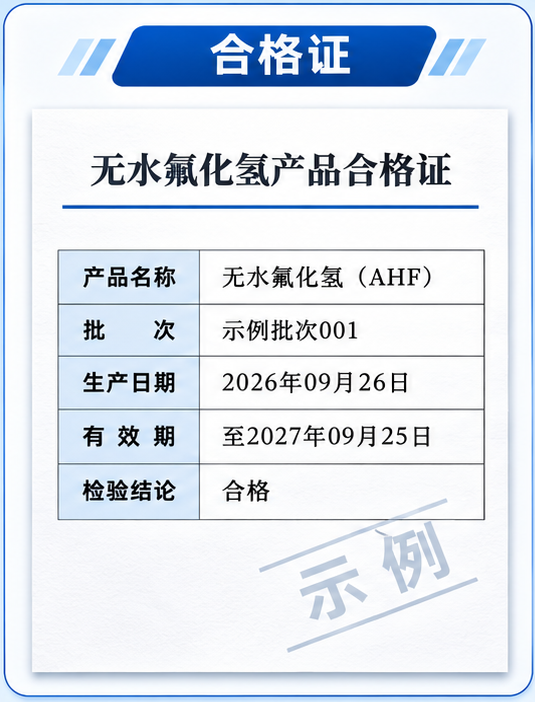 合格证
无水氟化氢产品合格证
产品名称 无水氟化氢（AHF）
批 次 示例批次001
生产日期 2026年09月26日
有 效 期 至2027年09月25日
检验结论 合格
示例